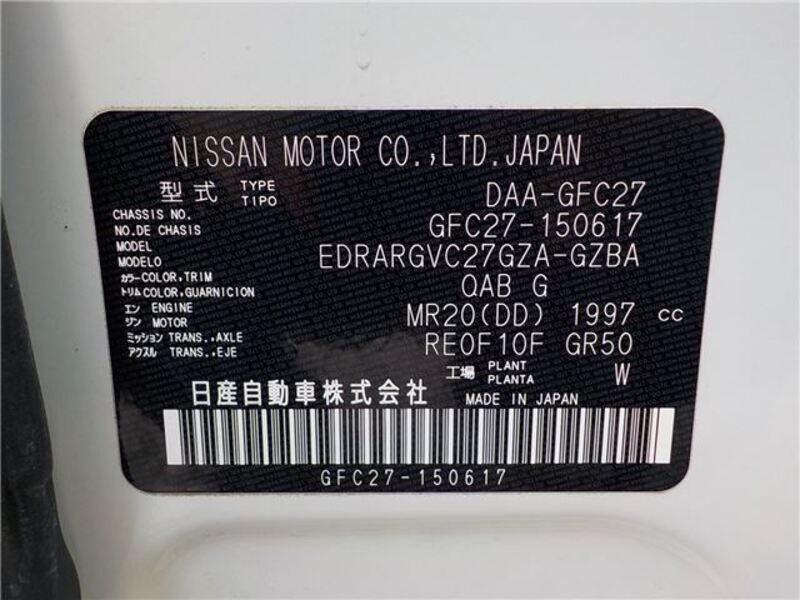 NISSAN MOTOR CO.,LTD.JAPAN
型式 TYPE TIPO DAA-GFC27
CHASSIS NO. NO.DE CHASIS GFC27-150617
MODEL MODELO EDRARGVC27GZA-GZBA
カラー COLOR,TRIM トリム COLOR,GUARNICION QAB G
エン ENGINE ジン MOTOR MR20(DD) 1997 cc
ミッション TRANS.,AXLE アクスル TRANS.,EJE RE0F10F GR50
工場 PLANT PLANTA W
日産自動車株式会社 MADE IN JAPAN
GFC27-150617